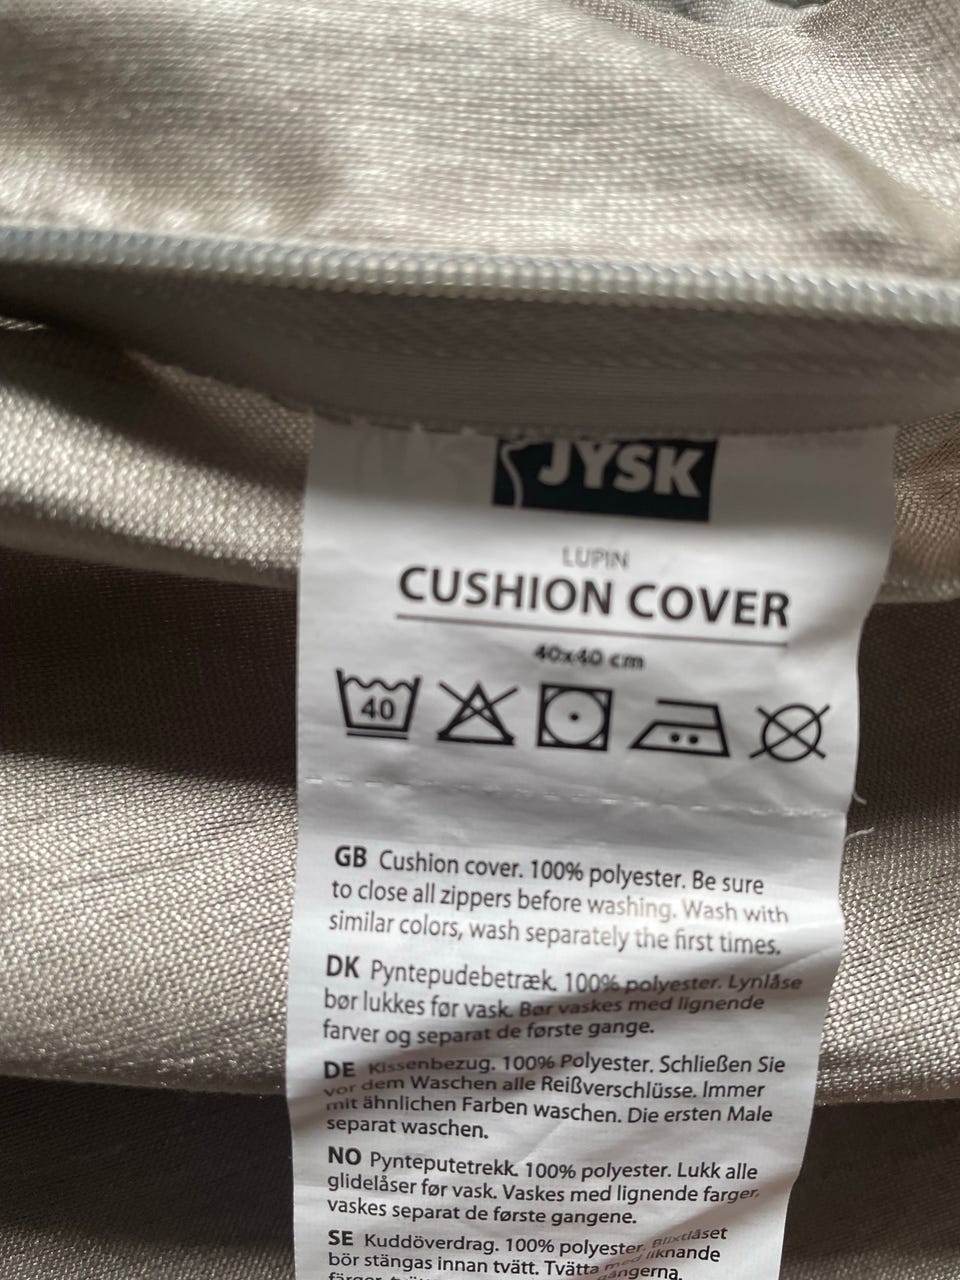 JYSK
LUPIN
CUSHION COVER
40x40 cm
40
GB Cushion cover. 100% polyester. Be sure
to close all zippers before washing. Wash with
similar colors, wash separately the first times.
DK Pyntepudebetræk. 100% polyester. Lynlåse
bør lukkes før vask. Bør vaskes med lignende
farver og separat de første gange.
DE Kissenbezug. 100% Polyester. Schließen Sie
vor dem Waschen alle Reißverschlüsse. Immer
mit ähnlichen Farben waschen. Die ersten Male
separat waschen.
NO Pynteputetrekk. 100% polyester. Lukk alle
glidelåser før vask. Vaskes med lignende farger,
vaskes separat de første gangene.
SE Kuddöverdrag. 100% polyester. Blixtlåset
bör stängas innan tvätt. Tvätta med liknande